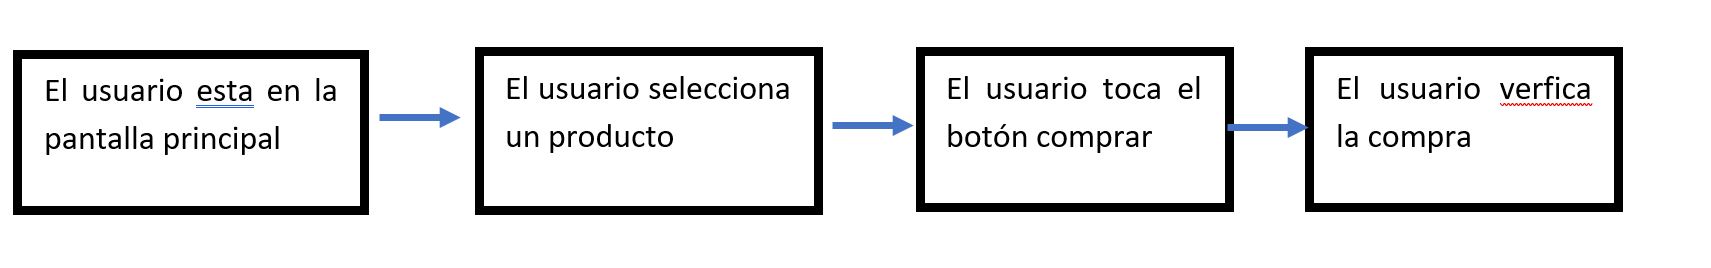 El usuario esta en la
pantalla principal
El usuario selecciona
un producto
El usuario toca el
botón comprar
El usuario verfica
la compra